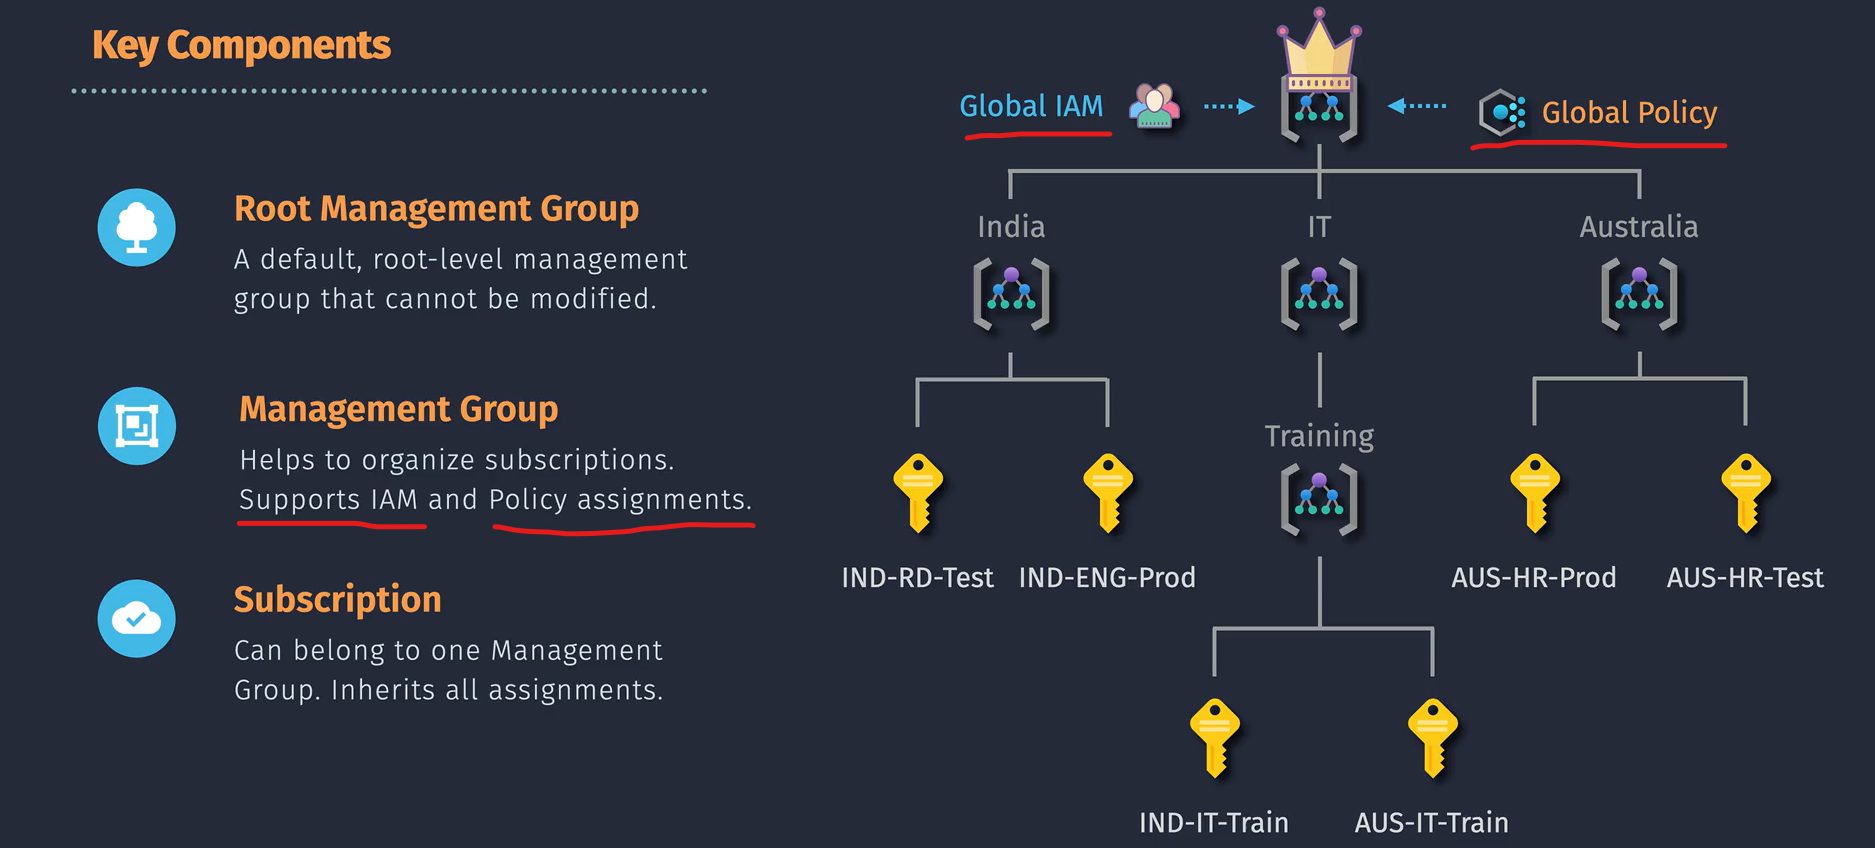 Key Components
Root Management Group
A default, root-level management
group that cannot be modified.
Management Group
Helps to organize subscriptions.
Supports IAM and Policy assignments.
Subscription
Can belong to one Management
Group. Inherits all assignments.
Global IAM
Global Policy
India
IT
Australia
Training
IND-RD-Test
IND-ENG-Prod
AUS-HR-Prod
AUS-HR-Test
IND-IT-Train
AUS-IT-Train